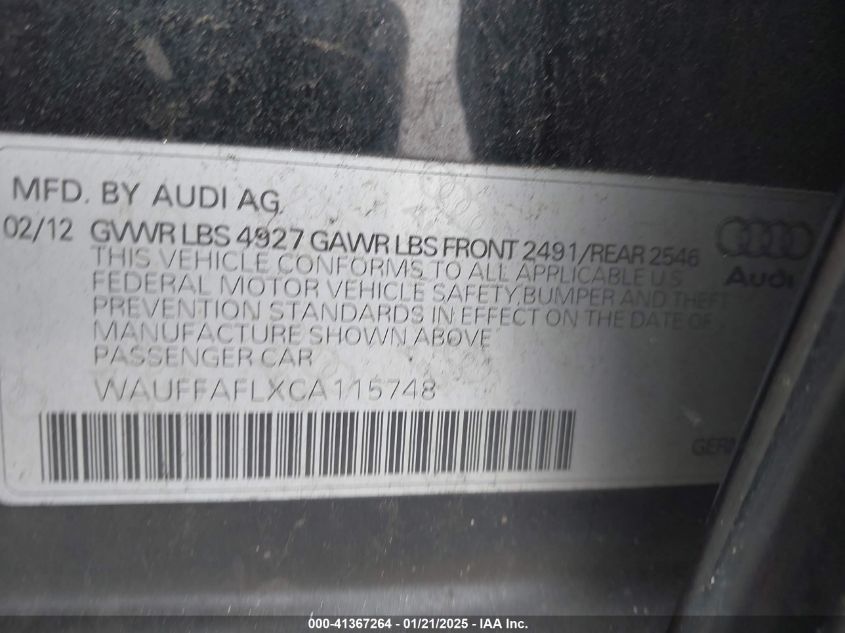 MFD. BY AUDI AG
02/12 GVWR LBS 4927 GAWR LBS FRONT 2491/REAR 2546
THIS VEHICLE CONFORMS TO ALL APPLICABLE U.S
FEDERAL MOTOR VEHICLE SAFETY, BUMPER AND THEFT
PREVENTION STANDARDS IN EFFECT ON THE DATE OF
MANUFACTURE SHOWN ABOVE
PASSENGER CAR
Audi
WAUFFAFLXCA115748
000-41367264 - 01/21/2025 - IAA Inc.